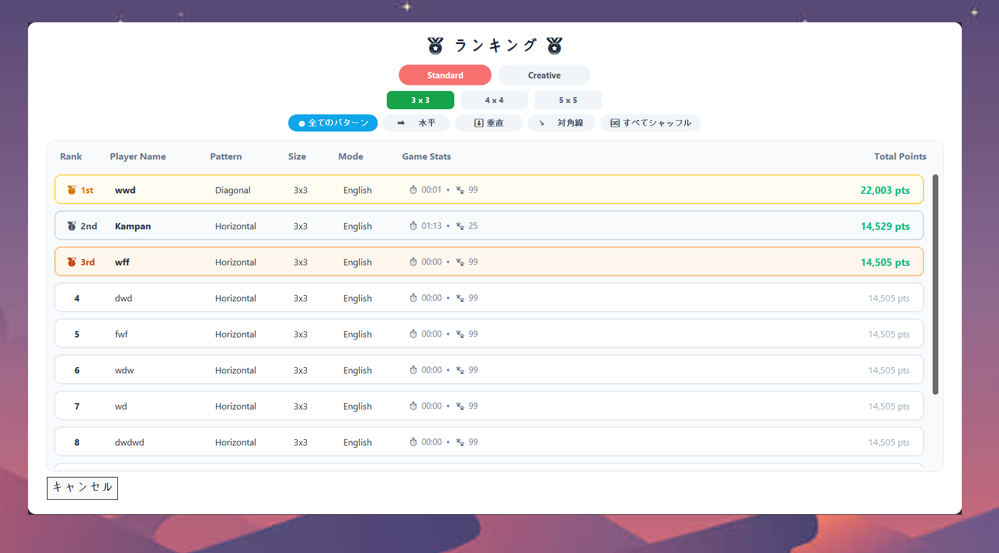 ランキング
Standard Creative
3 x 3 4 x 4 5 x 5
全てのパターン 水平 垂直 対角線 すべてシャッフル
Rank Player Name Pattern Size Mode Game Stats Total Points
1st wwd Diagonal 3x3 English 00:01 • 99 22,003 pts
2nd Kampan Horizontal 3x3 English 01:13 • 25 14,529 pts
3rd wff Horizontal 3x3 English 00:00 • 99 14,505 pts
4 dwd Horizontal 3x3 English 00:00 • 99 14,505 pts
5 fwf Horizontal 3x3 English 00:00 • 99 14,505 pts
6 wdw Horizontal 3x3 English 00:00 • 99 14,505 pts
7 wd Horizontal 3x3 English 00:00 • 99 14,505 pts
8 dwdwd Horizontal 3x3 English 00:00 • 99 14,505 pts
キャンセル